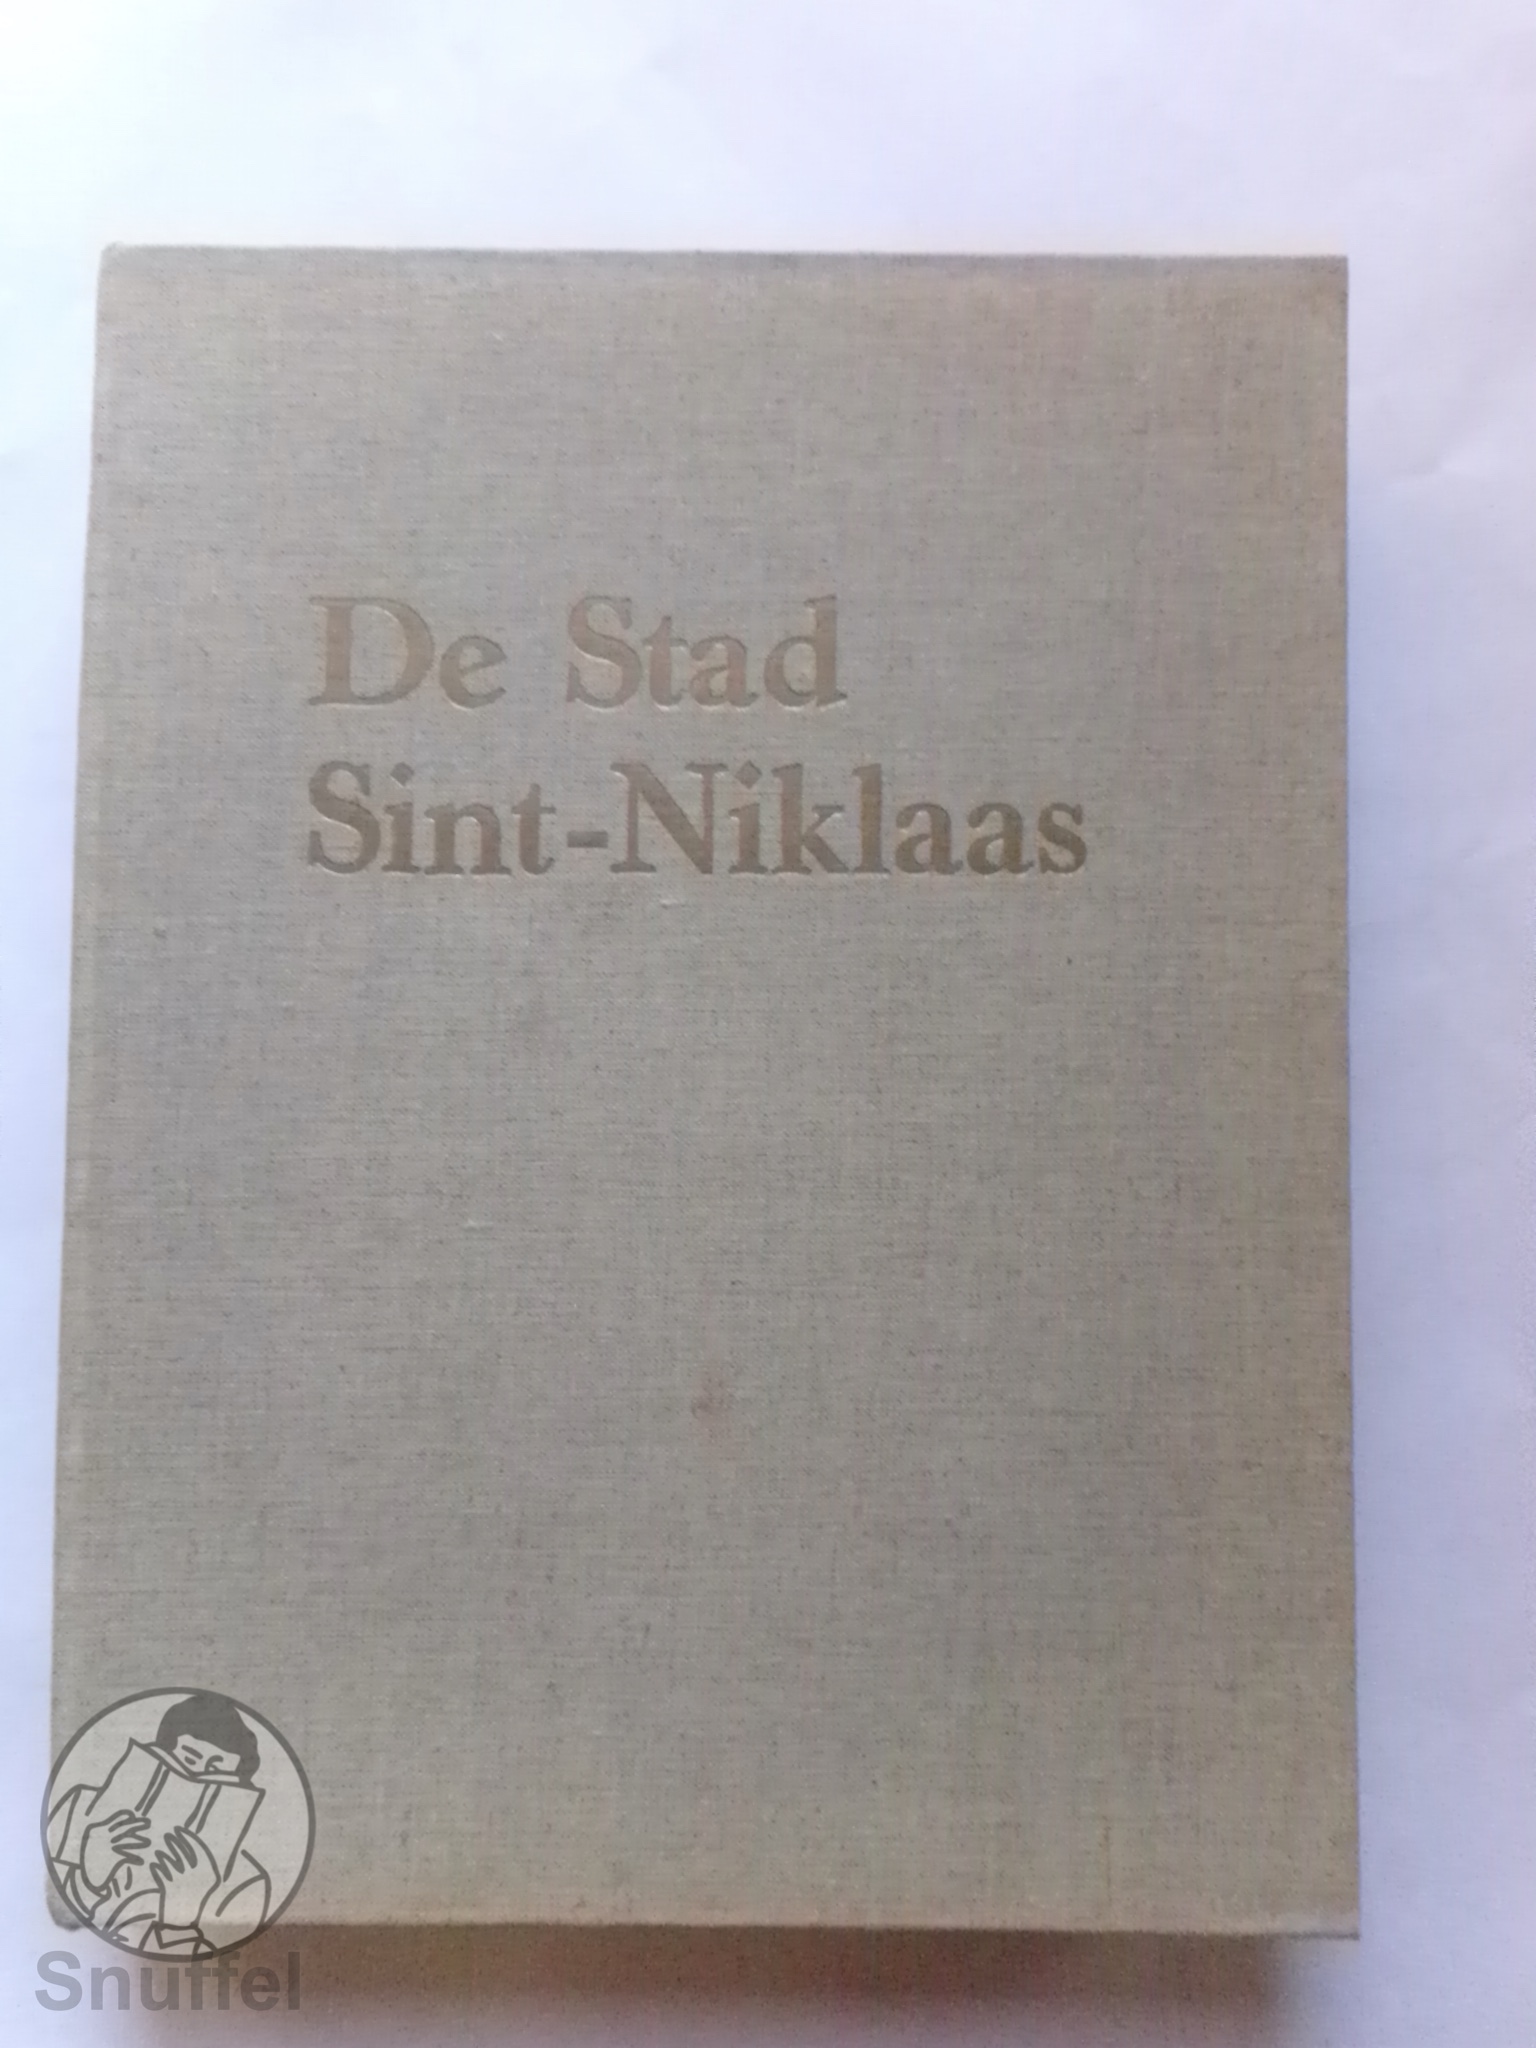 De Stad
Sint-Niklaas
Snuffel